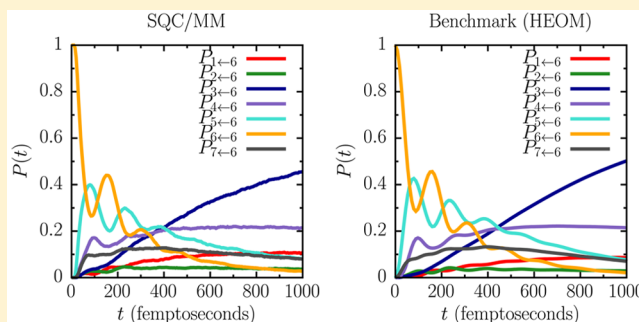 SQC/MM
P(t)
1
0.8
0.6
0.4
0.2
0
P1←6
P2←6
P3←6
P4←6
P5←6
P6←6
P7←6
0 200 400 600 800 1000
t (femptoseconds)
Benchmark (HEOM)
P(t)
1
0.8
0.6
0.4
0.2
0
P1←6
P2←6
P3←6
P4←6
P5←6
P6←6
P7←6
0 200 400 600 800 1000
t (femptoseconds)